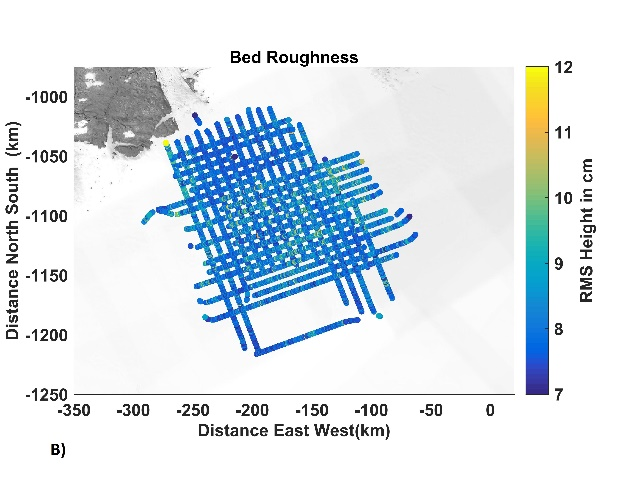 Bed Roughness
12
11
10
9
8
7
RMS Height in cm
-1000
-1050
-1100
-1150
-1200
-1250
Distance North South (km)
-350 -300 -250 -200 -150 -100 -50 0
Distance East West(km)
B)